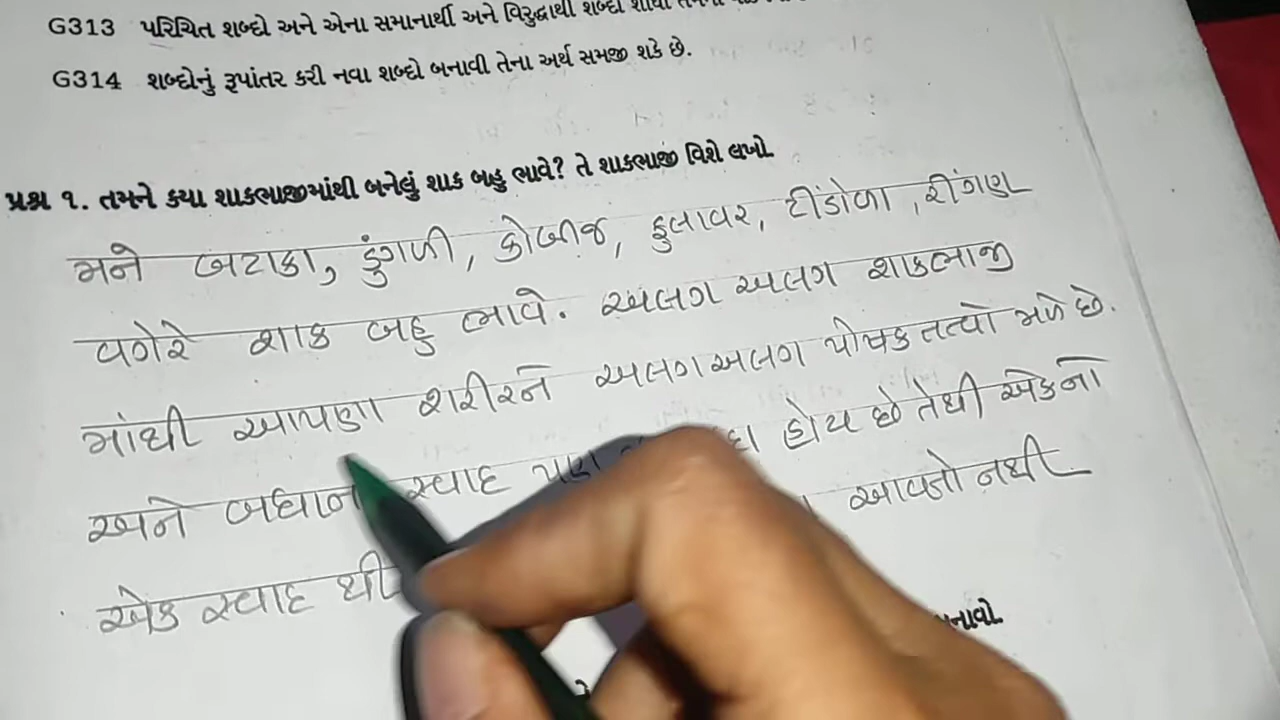 G313 પરિચિત શબ્દો અને એના સમાનાર્થી અને વિરુદ્ધાર્થી શબ્દો
G314 શબ્દોનું રૂપાંતર કરી નવા શબ્દો બનાવી તેના અર્થ સમજી શકે છે.
પ્રશ્ન ૧. તમને ક્યા શાકભાજીમાંથી બનેલું શાક બહુ ભાવે? તે શાકભાજી વિશે લખો.
મને બટાકા, ડુંગળી, કોબીજ, ફુલાવર, ટીંડોળા, રીંગણ
વગેરે શાક બહુ ભાવે. અલગ અલગ શાકભાજી
માંથી આપણા શરીરને અલગ અલગ પોષક તત્વો મળે છે.
અને બધાના સ્વાદ પણ હોય છે તેથી એકનો
એક સ્વાદ થી આવતો નથી